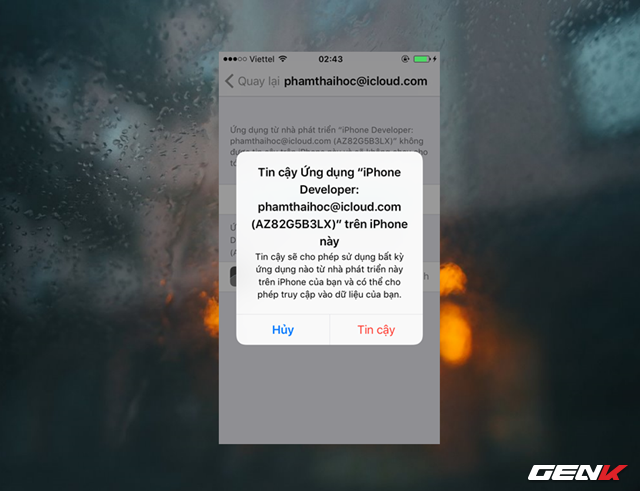 ●●●○○ Viettel 02:43
Quay lại phamthaihoc@icloud.com
Ứng dụng từ nhà phát triển "iPhone Developer:
phamthaihoc@icloud.com (AZ82G5B3LX)" không
Tin cậy Ứng dụng "iPhone
Developer:
phamthaihoc@icloud.com
(AZ82G5B3LX)" trên iPhone
này
Tin cậy sẽ cho phép sử dụng bất kỳ
ứng dụng nào từ nhà phát triển này
trên iPhone của bạn và có thể cho
phép truy cập vào dữ liệu của bạn.
Hủy Tin cậy
GENK